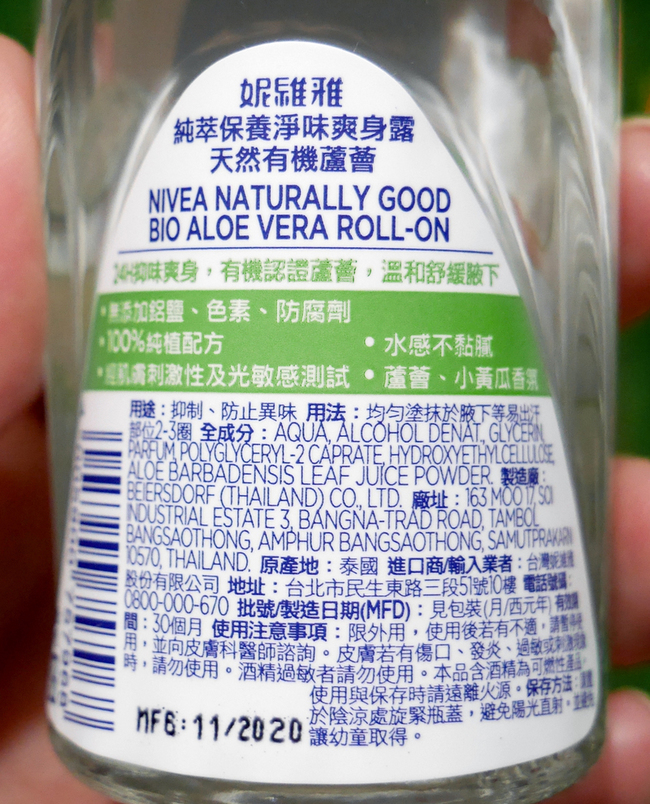 妮維雅
純萃保養淨味爽身露
天然有機蘆薈
NIVEA NATURALLY GOOD
BIO ALOE VERA ROLL-ON
24H抑味爽身，有機認證蘆薈，溫和舒緩腋下
•無添加鋁鹽、色素、防腐劑
•100%純植配方 •水感不黏膩
•經肌膚刺激性及光敏感測試 •蘆薈、小黃瓜香氛
用途：抑制、防止異味 用法：均勻塗抹於腋下等易出汗
部位2-3圈 全成分：AQUA, ALCOHOL DENAT., GLYCERIN,
PARFUM, POLYGLYCERYL-2 CAPRATE, HYDROXYETHYLCELLULOSE,
ALOE BARBADENSIS LEAF JUICE POWDER. 製造廠：
BEIERSDORF (THAILAND) CO., LTD. 廠址：163 MOO 17, SOI
INDUSTRIAL ESTATE 3, BANGNA-TRAD ROAD, TAMBOL
BANGSAOTHONG, AMPHUR BANGSAOTHONG, SAMUTPRAKARN
10570, THAILAND. 原產地：泰國 進口商/輸入業者：台灣妮維雅
股份有限公司 地址：台北市民生東路三段51號10樓 電話號碼：
0800-000-670 批號/製造日期(MFD)：見包裝(月/西元年) 有效期
間：30個月 使用注意事項：限外用，使用後若有不適，請暫停使
用，並向皮膚科醫師諮詢。皮膚若有傷口、發炎、過敏或刺激現象
時，請勿使用。酒精過敏者請勿使用。本品含酒精為可燃性產品，
使用與保存時請遠離火源。保存方法：
於陰涼處旋緊瓶蓋，避免陽光直射。並避免
讓幼童取得。
MFG:11/2020